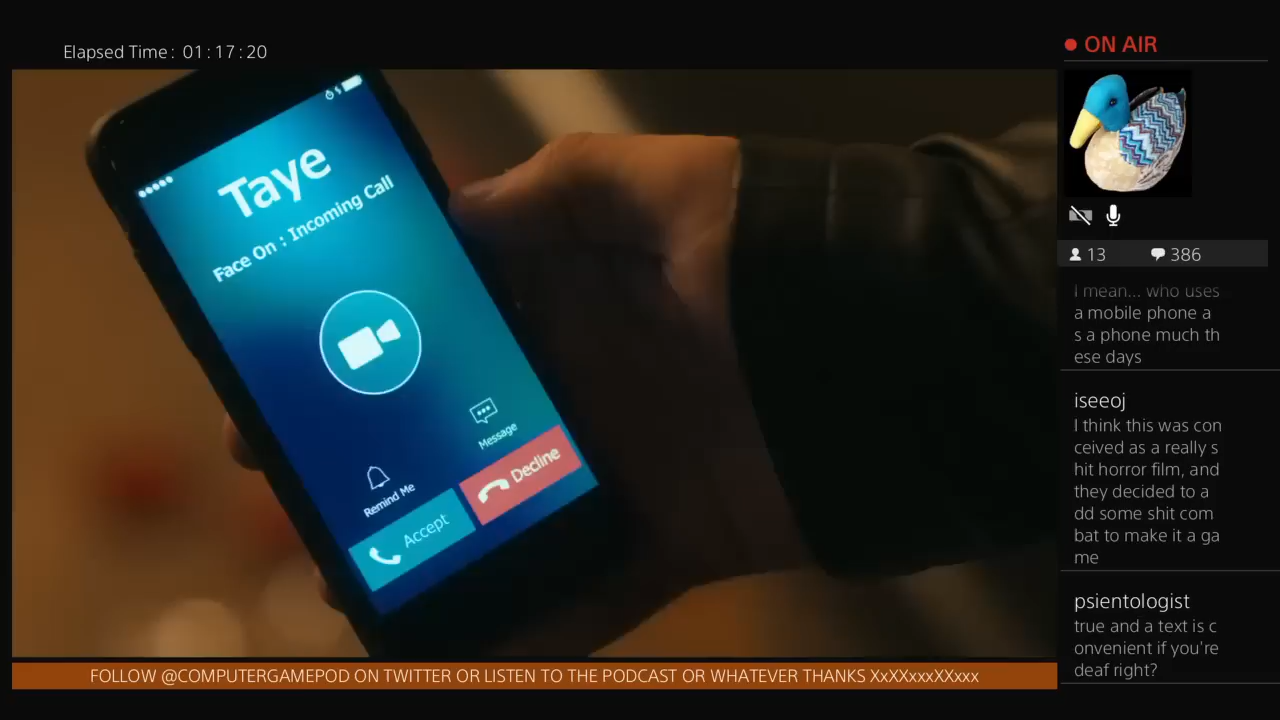 Elapsed Time: 01:17:20
ON AIR
Taye
Face On : Incoming Call
Message
Remind Me
Decline
Accept
13 386
I mean... who uses
a mobile phone a
s a phone much th
ese days
iseeoj
I think this was con
ceived as a really s
hit horror film, and
they decided to a
dd some shit com
bat to make it a ga
me
psientologist
true and a text is c
onvenient if you're
deaf right?
FOLLOW @COMPUTERGAMEPOD ON TWITTER OR LISTEN TO THE PODCAST OR WHATEVER THANKS XxXXxxxXXxxx